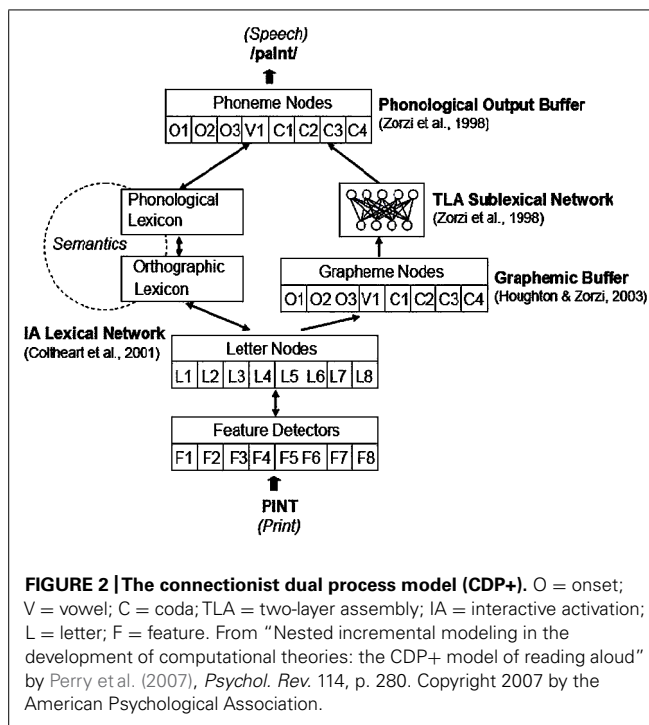 (Speech)
/paInt/
Phoneme Nodes
O1 O2 O3 V1 C1 C2 C3 C4
Phonological Output Buffer
(Zorzi et al., 1998)
Phonological
Lexicon
Semantics
Orthographic
Lexicon
TLA Sublexical Network
(Zorzi et al., 1998)
Grapheme Nodes
O1 O2 O3 V1 C1 C2 C3 C4
Graphemic Buffer
(Houghton & Zorzi, 2003)
IA Lexical Network
(Coltheart et al., 2001)
Letter Nodes
L1 L2 L3 L4 L5 L6 L7 L8
Feature Detectors
F1 F2 F3 F4 F5 F6 F7 F8
PINT
(Print)
FIGURE 2 | The connectionist dual process model (CDP+). O = onset;
V = vowel; C = coda; TLA = two-layer assembly; IA = interactive activation;
L = letter; F = feature. From “Nested incremental modeling in the
development of computational theories: the CDP+ model of reading aloud”
by Perry et al. (2007), Psychol. Rev. 114, p. 280. Copyright 2007 by the
American Psychological Association.